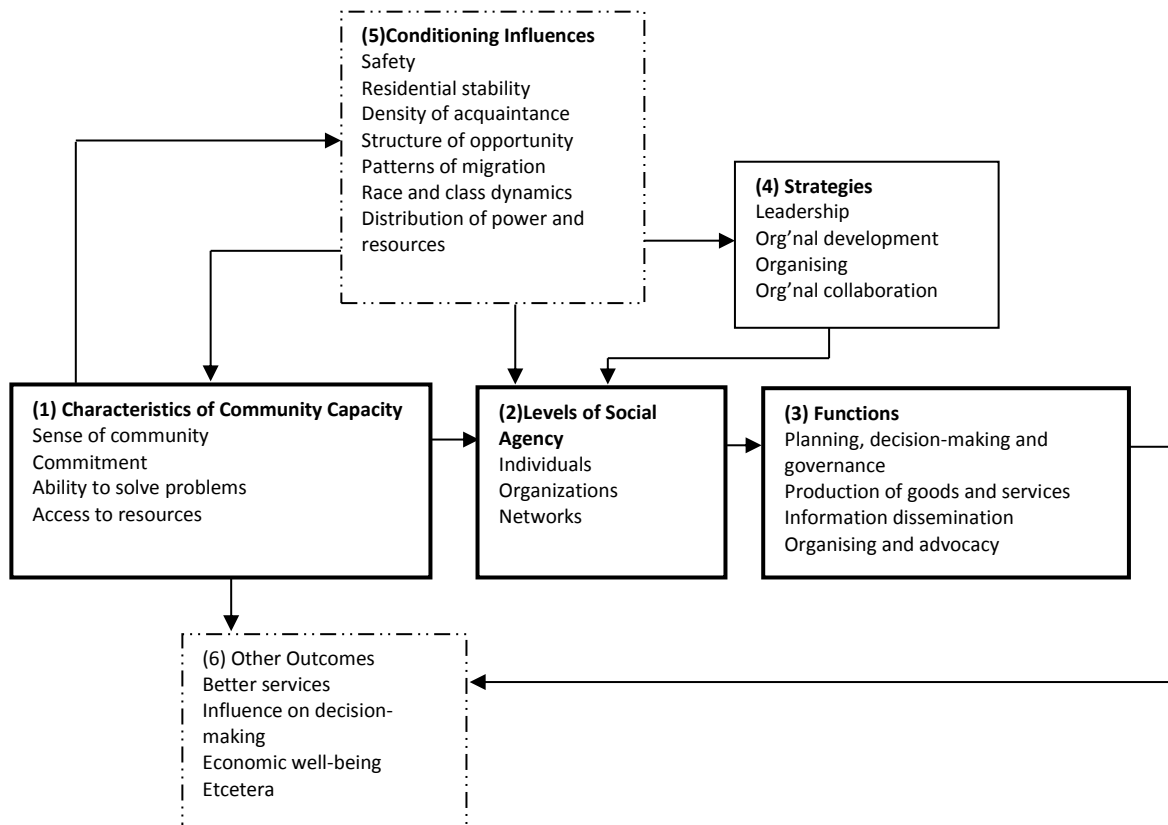 (5)Conditioning Influences
Safety
Residential stability
Density of acquaintance
Structure of opportunity
Patterns of migration
Race and class dynamics
Distribution of power and
resources
(4) Strategies
Leadership
Org’nal development
Organising
Org’nal collaboration
(1) Characteristics of Community Capacity
Sense of community
Commitment
Ability to solve problems
Access to resources
(2)Levels of Social
Agency
Individuals
Organizations
Networks
(3) Functions
Planning, decision-making and
governance
Production of goods and services
Information dissemination
Organising and advocacy
(6) Other Outcomes
Better services
Influence on decision-
making
Economic well-being
Etcetera